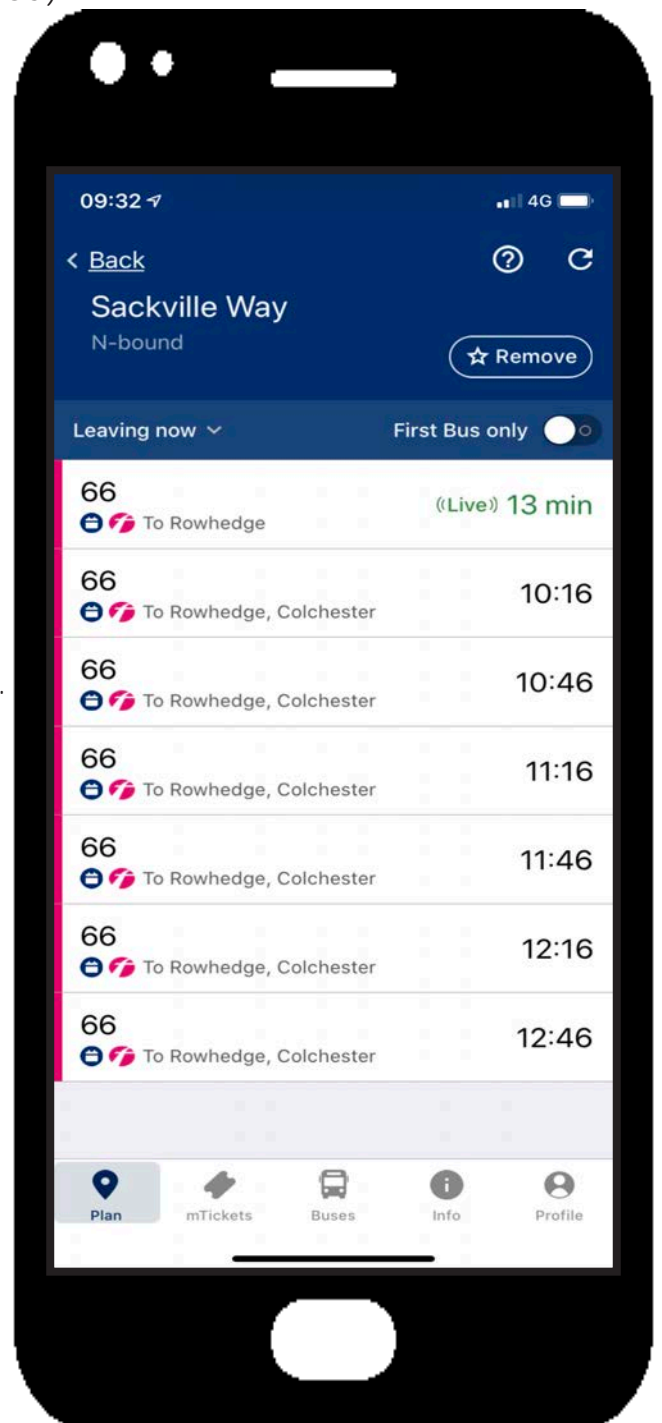 09:32 4G
< Back
Sackville Way
N-bound
Remove
Leaving now First Bus only
66
To Rowhedge ((Live)) 13 min
66
To Rowhedge, Colchester 10:16
66
To Rowhedge, Colchester 10:46
66
To Rowhedge, Colchester 11:16
66
To Rowhedge, Colchester 11:46
66
To Rowhedge, Colchester 12:16
66
To Rowhedge, Colchester 12:46
Plan mTickets Buses Info Profile